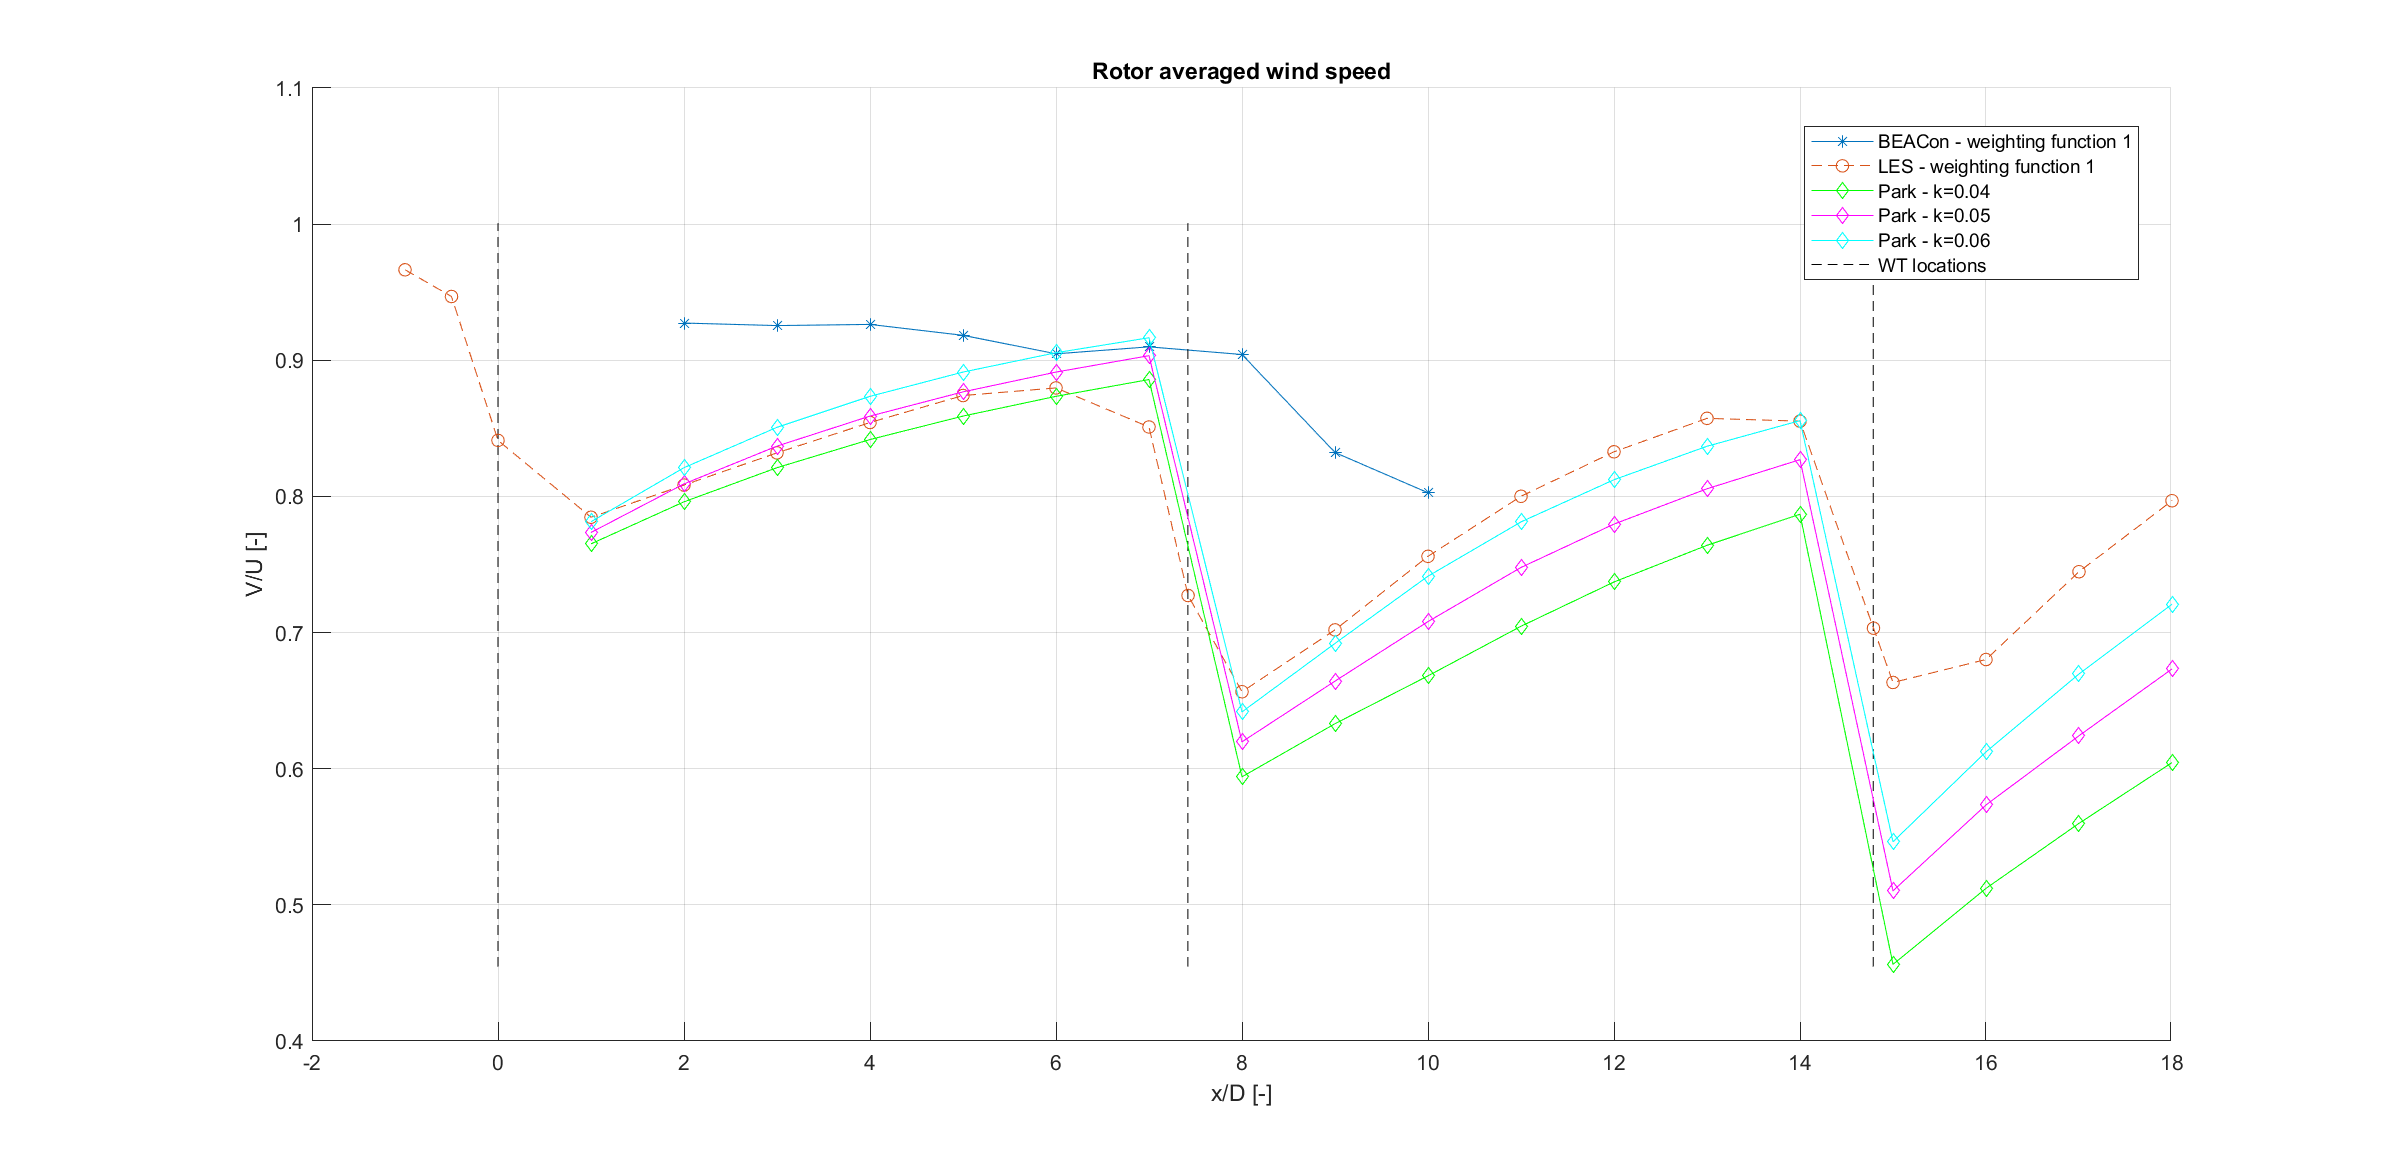 Rotor averaged wind speed
1.1
1
0.9
0.8
0.7
0.6
0.5
0.4
V/U [-]
BEACon - weighting function 1
LES - weighting function 1
Park - k=0.04
Park - k=0.05
Park - k=0.06
WT locations
-2 0 2 4 6 8 10 12 14 16 18
x/D [-]